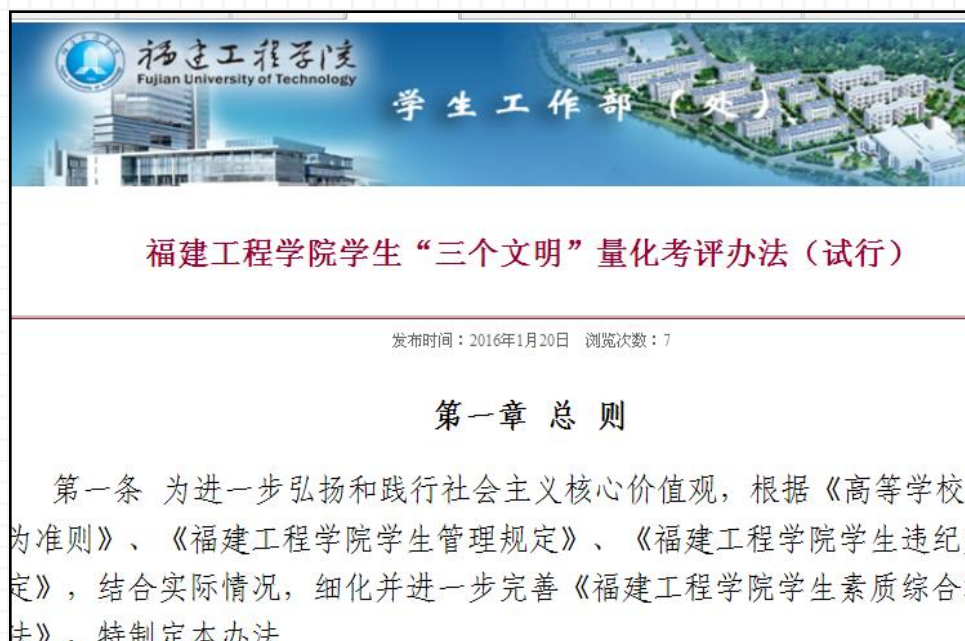 福建工程学院
Fujian University of Technology
学生工作部（处）
福建工程学院学生“三个文明”量化考评办法（试行）
发布时间：2016年1月20日 浏览次数：7
第一章 总 则
第一条 为进一步弘扬和践行社会主义核心价值观，根据《高等学校
为准则》、《福建工程学院学生管理规定》、《福建工程学院学生违纪
定》，结合实际情况，细化并进一步完善《福建工程学院学生素质综合
法》，特制定本办法